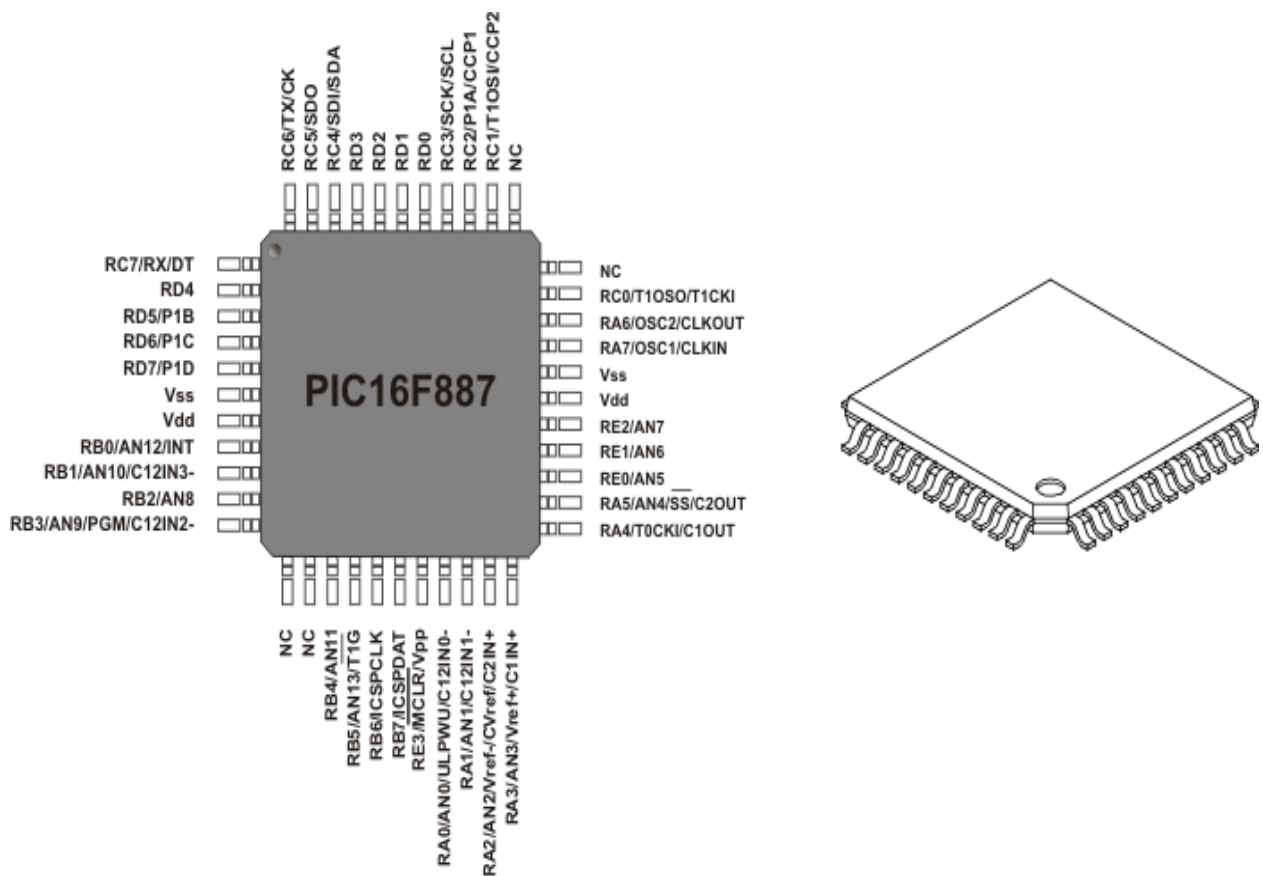 RC6/TX/CK
RC5/SDO
RC4/SDI/SDA
RD3
RD2
RD1
RD0
RC3/SCK/SCL
RC2/P1A/CCP1
RC1/T1OSI/CCP2
NC
RC7/RX/DT
RD4
RD5/P1B
RD6/P1C
RD7/P1D
Vss
Vdd
RB0/AN12/INT
RB1/AN10/C12IN3-
RB2/AN8
RB3/AN9/PGM/C12IN2-
PIC16F887
NC
RC0/T1OSO/T1CKI
RA6/OSC2/CLKOUT
RA7/OSC1/CLKIN
Vss
Vdd
RE2/AN7
RE1/AN6
RE0/AN5
RA5/AN4/SS/C2OUT
RA4/T0CKI/C1OUT
NC
NC
RB4/AN11
RB5/AN13/T1G
RB6/ICSPCLK
RB7/ICSPDAT
RE3/MCLR/Vpp
RA0/AN0/ULPWU/C12IN0-
RA1/AN1/C12IN1-
RA2/AN2/Vref-/CVref/C2IN+
RA3/AN3/Vref+/C1IN+